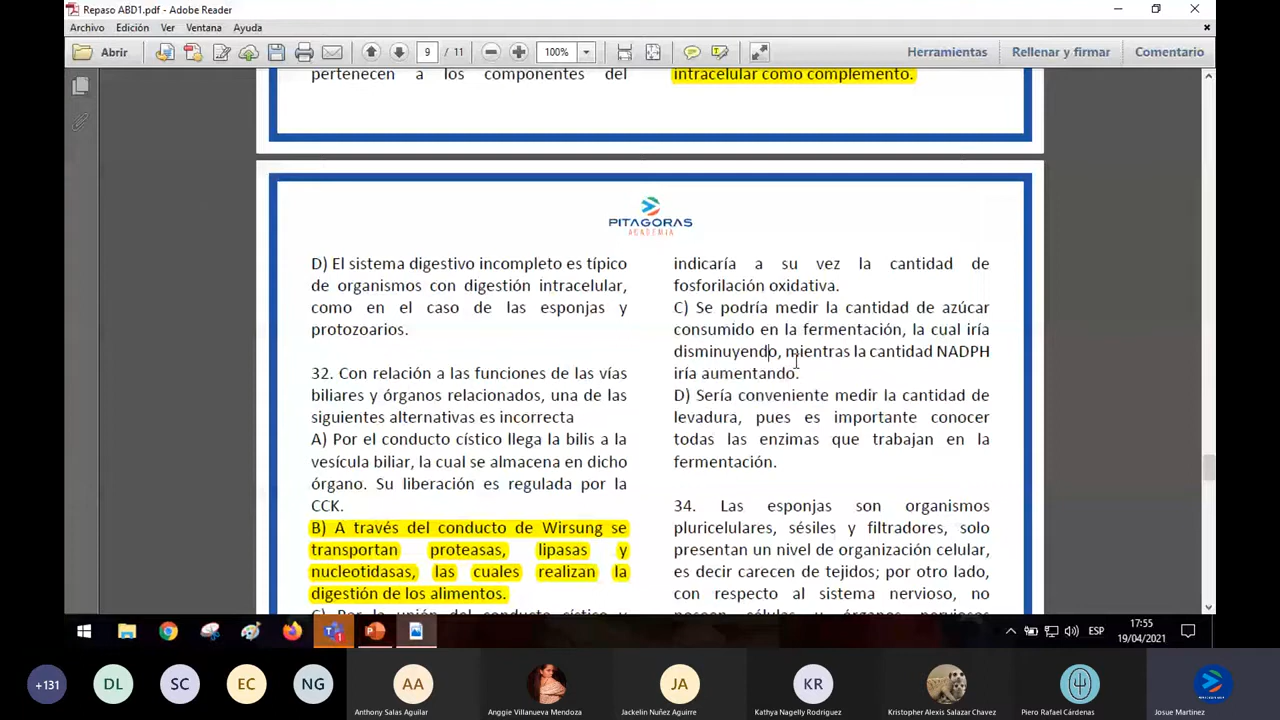 Repaso ABD1.pdf - Adobe Reader
Archivo Edición Ver Ventana Ayuda
Abrir 9 / 11 100% Herramientas Rellenar y firmar Comentario
pertenecen a los componentes del
intracelular como complemento.
PITAGORAS
ACADEMIA
D) El sistema digestivo incompleto es típico
de organismos con digestión intracelular,
como en el caso de las esponjas y
protozoarios.
32. Con relación a las funciones de las vías
biliares y órganos relacionados, una de las
siguientes alternativas es incorrecta
A) Por el conducto cístico llega la bilis a la
vesícula biliar, la cual se almacena en dicho
órgano. Su liberación es regulada por la
CCK.
B) A través del conducto de Wirsung se
transportan proteasas, lipasas y
nucleotidasas, las cuales realizan la
digestión de los alimentos.
C) Por la unión del conducto cístico y
indicaría a su vez la cantidad de
fosforilación oxidativa.
C) Se podría medir la cantidad de azúcar
consumido en la fermentación, la cual iría
disminuyendo, mientras la cantidad NADPH
iría aumentando.
D) Sería conveniente medir la cantidad de
levadura, pues es importante conocer
todas las enzimas que trabajan en la
fermentación.
34. Las esponjas son organismos
pluricelulares, sésiles y filtradores, solo
presentan un nivel de organización celular,
es decir carecen de tejidos; por otro lado,
con respecto al sistema nervioso, no
poseen células u órganos nerviosos
ESP
17:55
19/04/2021
+131
DL
SC
EC
NG
AA
Anthony Salas Aguilar
Anggie Villanueva Mendoza
JA
Jackelin Nuñez Aguirre
KR
Kathya Nagelly Rodriguez
Kristopher Alexis Salazar Chavez
Piero Rafael Cárdenas
Josue Martinez